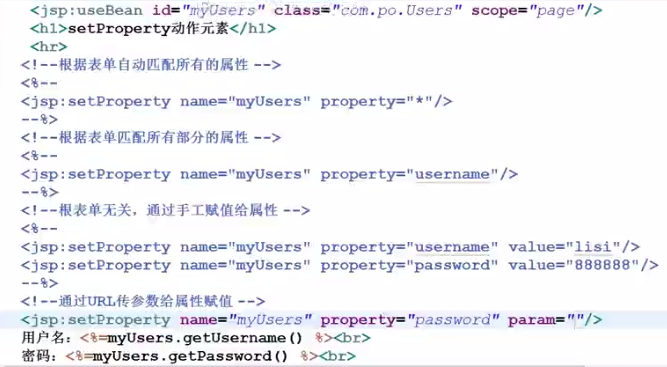 <jsp:useBean id="myUsers" class="com.po.Users" scope="page"/>
<h1>setProperty动作元素</h1>
<hr>
<!--根据表单自动匹配所有的属性 -->
<%--
<jsp:setProperty name="myUsers" property="*"/>
--%>
<!--根据表单匹配所有部分的属性 -->
<%--
<jsp:setProperty name="myUsers" property="username"/>
--%>
<!--根表单无关，通过手工赋值给属性 -->
<%--
<jsp:setProperty name="myUsers" property="username" value="lisi"/>
<jsp:setProperty name="myUsers" property="password" value="888888"/>
--%>
<!--通过URL传参数给属性赋值 -->
<jsp:setProperty name="myUsers" property="password" param=""/>
用户名：<%=myUsers.getUsername() %><br>
密码：<%=myUsers.getPassword() %><br>